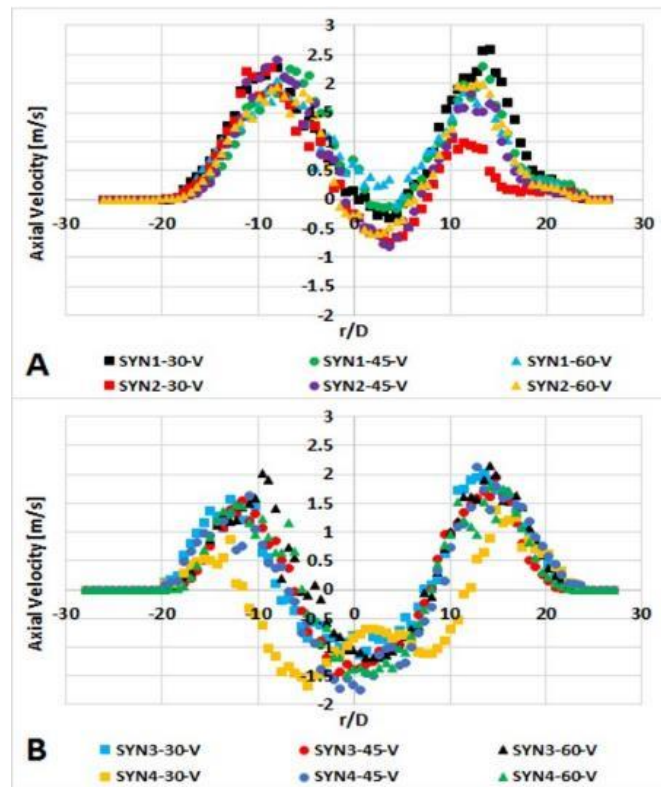 3
2.5
2
1.5
1
0.5
0
-30 -20 -10 0 10 20 30
-0.5
-1
-1.5
-2
Axial Velocity [m/s]
r/D
A
SYN1-30-V SYN1-45-V SYN1-60-V
SYN2-30-V SYN2-45-V SYN2-60-V
3
2.5
2
1.5
1
0.5
0
-30 -20 -10 0 10 20 30
-0.5
-1
-1.5
-2
Axial Velocity [m/s]
r/D
B
SYN3-30-V SYN3-45-V SYN3-60-V
SYN4-30-V SYN4-45-V SYN4-60-V